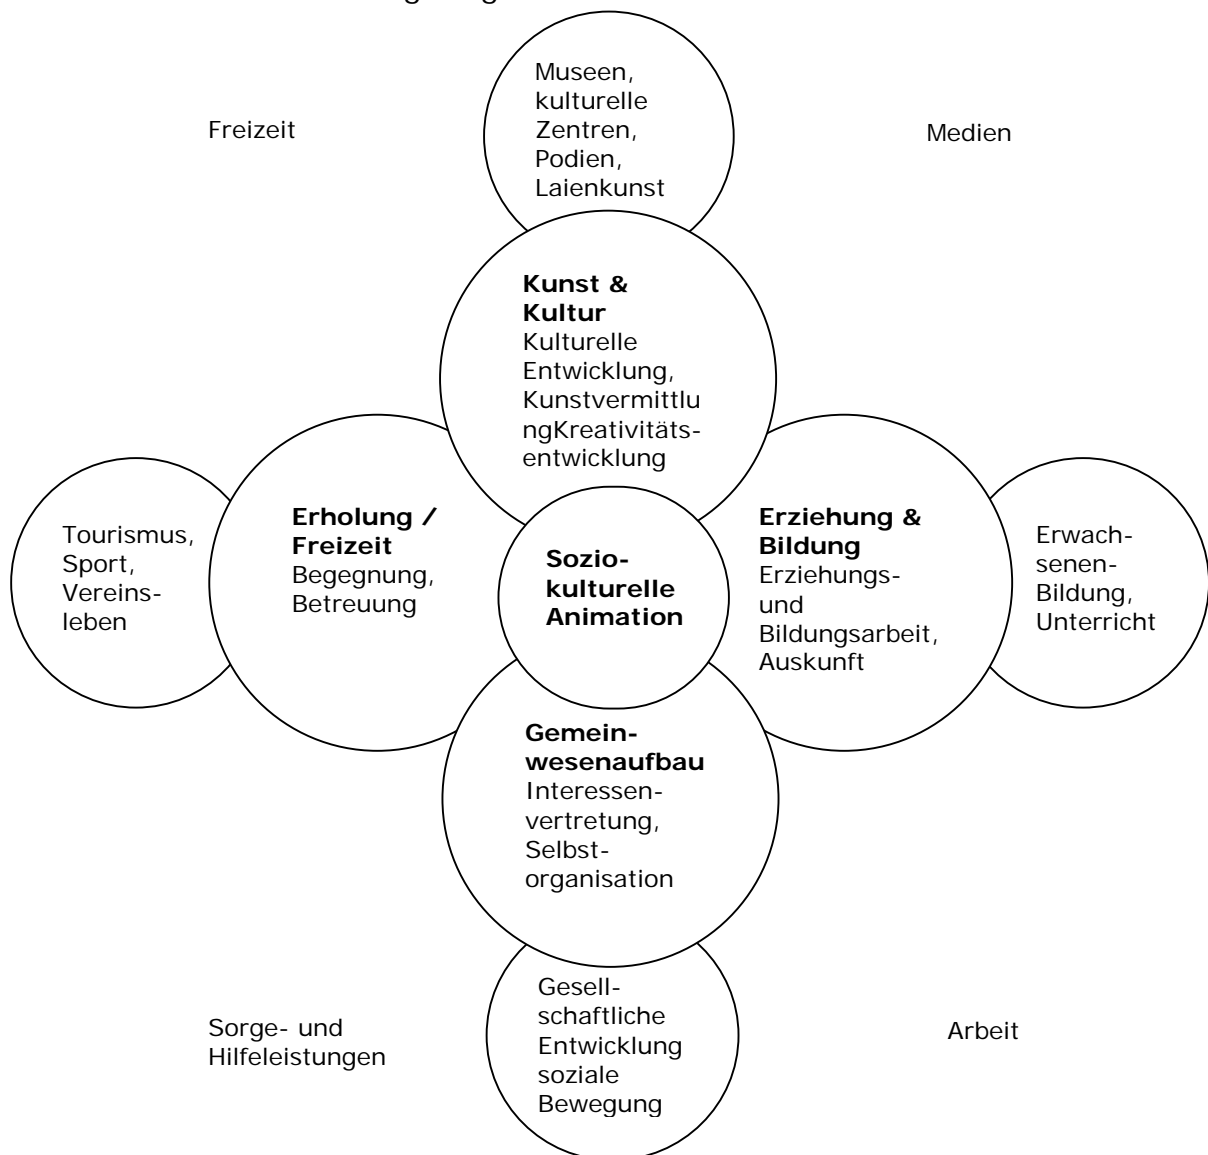 Museen,
kulturelle
Zentren,
Podien,
Laienkunst
Freizeit
Medien
Kunst &
Kultur
Kulturelle
Entwicklung,
Kunstvermittlu
ngKreativitäts-
entwicklung
Tourismus,
Sport,
Vereins-
leben
Erholung /
Freizeit
Begegnung,
Betreuung
Sozio-
kulturelle
Animation
Erziehung &
Bildung
Erziehungs-
und
Bildungsarbeit,
Auskunft
Erwach-
senen-
Bildung,
Unterricht
Gemein-
wesenaufbau
Interessen-
vertretung,
Selbst-
organisation
Sorge- und
Hilfeleistungen
Gesell-
schaftliche
Entwicklung
soziale
Bewegung
Arbeit